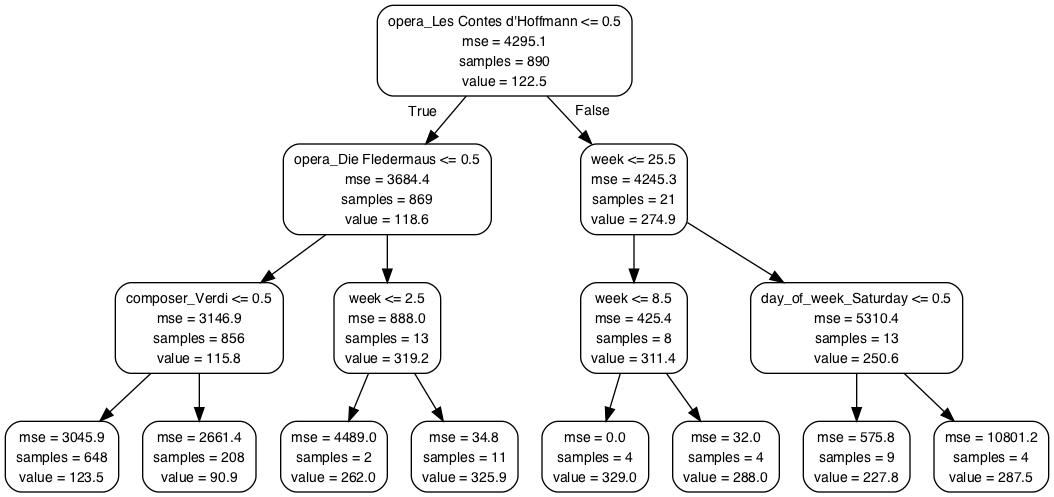 opera_Les Contes d'Hoffmann <= 0.5
mse = 4295.1
samples = 890
value = 122.5
True
False
opera_Die Fledermaus <= 0.5
mse = 3684.4
samples = 869
value = 118.6
week <= 25.5
mse = 4245.3
samples = 21
value = 274.9
composer_Verdi <= 0.5
mse = 3146.9
samples = 856
value = 115.8
week <= 2.5
mse = 888.0
samples = 13
value = 319.2
week <= 8.5
mse = 425.4
samples = 8
value = 311.4
day_of_week_Saturday <= 0.5
mse = 5310.4
samples = 13
value = 250.6
mse = 3045.9
samples = 648
value = 123.5
mse = 2661.4
samples = 208
value = 90.9
mse = 4489.0
samples = 2
value = 262.0
mse = 34.8
samples = 11
value = 325.9
mse = 0.0
samples = 4
value = 329.0
mse = 32.0
samples = 4
value = 288.0
mse = 575.8
samples = 9
value = 227.8
mse = 10801.2
samples = 4
value = 287.5